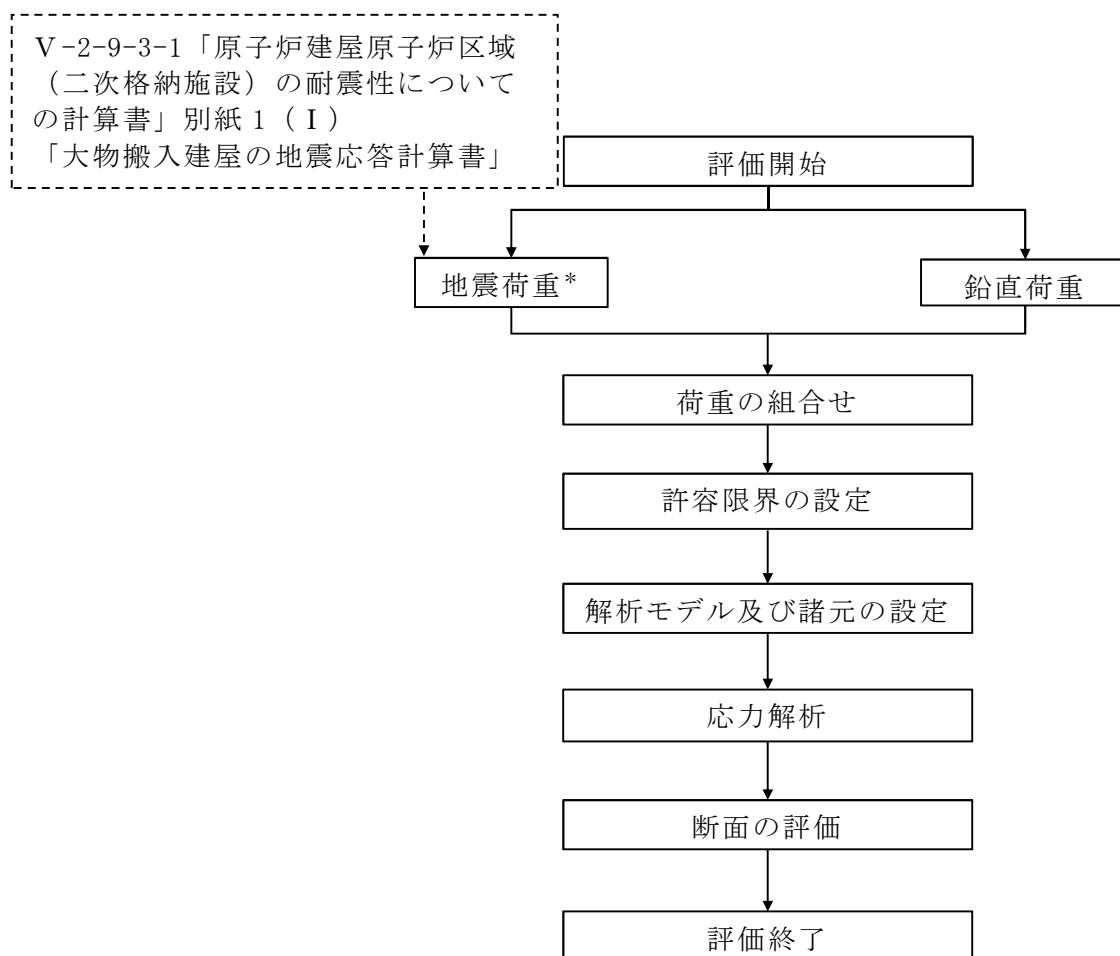 Ⅴ-2-9-3-1「原子炉建屋原子炉区域
（二次格納施設）の耐震性について
の計算書」別紙 1（Ⅰ）
「大物搬入建屋の地震応答計算書」
評価開始
地震荷重*
鉛直荷重
荷重の組合せ
許容限界の設定
解析モデル及び諸元の設定
応力解析
断面の評価
評価終了